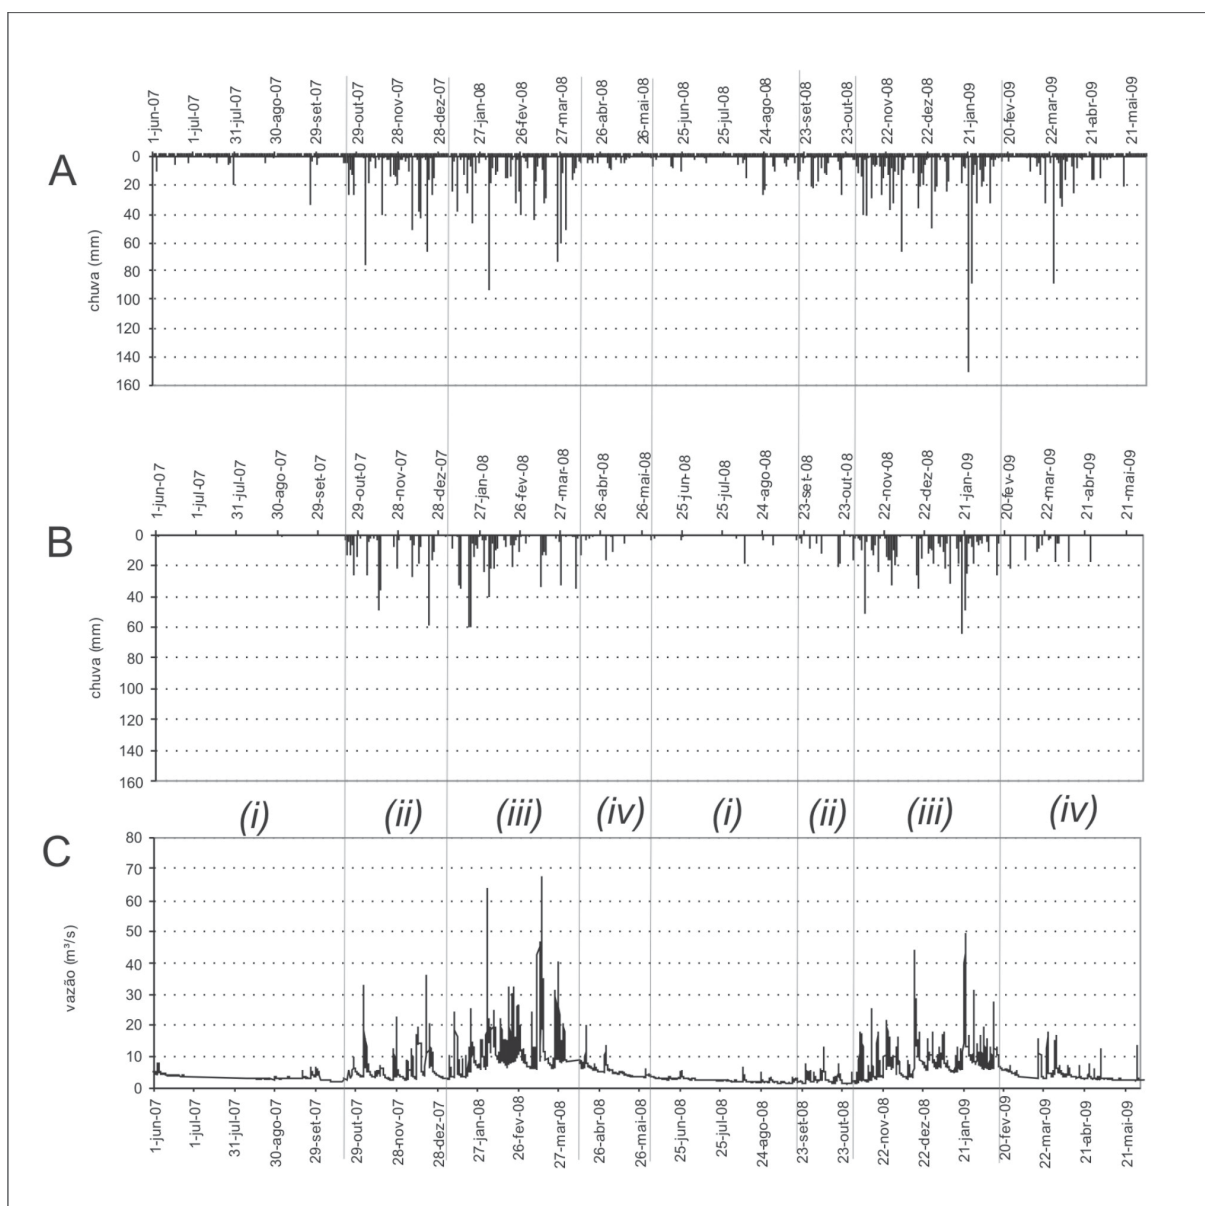 1-jun-07 1-jul-07 31-jul-07 30-ago-07 29-set-07 29-out-07 28-nov-07 28-dez-07 27-jan-08 26-fev-08 27-mar-08 26-abr-08 26-mai-08 25-jun-08 25-jul-08 24-ago-08 23-set-08 23-out-08 22-nov-08 22-dez-08 21-jan-09 20-fev-09 22-mar-09 21-abr-09 21-mai-09
A
chuva (mm)
0
20
40
60
80
100
120
140
160
1-jun-07 1-jul-07 31-jul-07 30-ago-07 29-set-07 29-out-07 28-nov-07 28-dez-07 27-jan-08 26-fev-08 27-mar-08 26-abr-08 26-mai-08 25-jun-08 25-jul-08 24-ago-08 23-set-08 23-out-08 22-nov-08 22-dez-08 21-jan-09 20-fev-09 22-mar-09 21-abr-09 21-mai-09
B
chuva (mm)
0
20
40
60
80
100
120
140
160
(i) (ii) (iii) (iv) (i) (ii) (iii) (iv)
C
vazão (m³/s)
80
70
60
50
40
30
20
10
0
1-jun-07 1-jul-07 31-jul-07 30-ago-07 29-set-07 29-out-07 28-nov-07 28-dez-07 27-jan-08 26-fev-08 27-mar-08 26-abr-08 26-mai-08 25-jun-08 25-jul-08 24-ago-08 23-set-08 23-out-08 22-nov-08 22-dez-08 21-jan-09 20-fev-09 22-mar-09 21-abr-09 21-mai-09